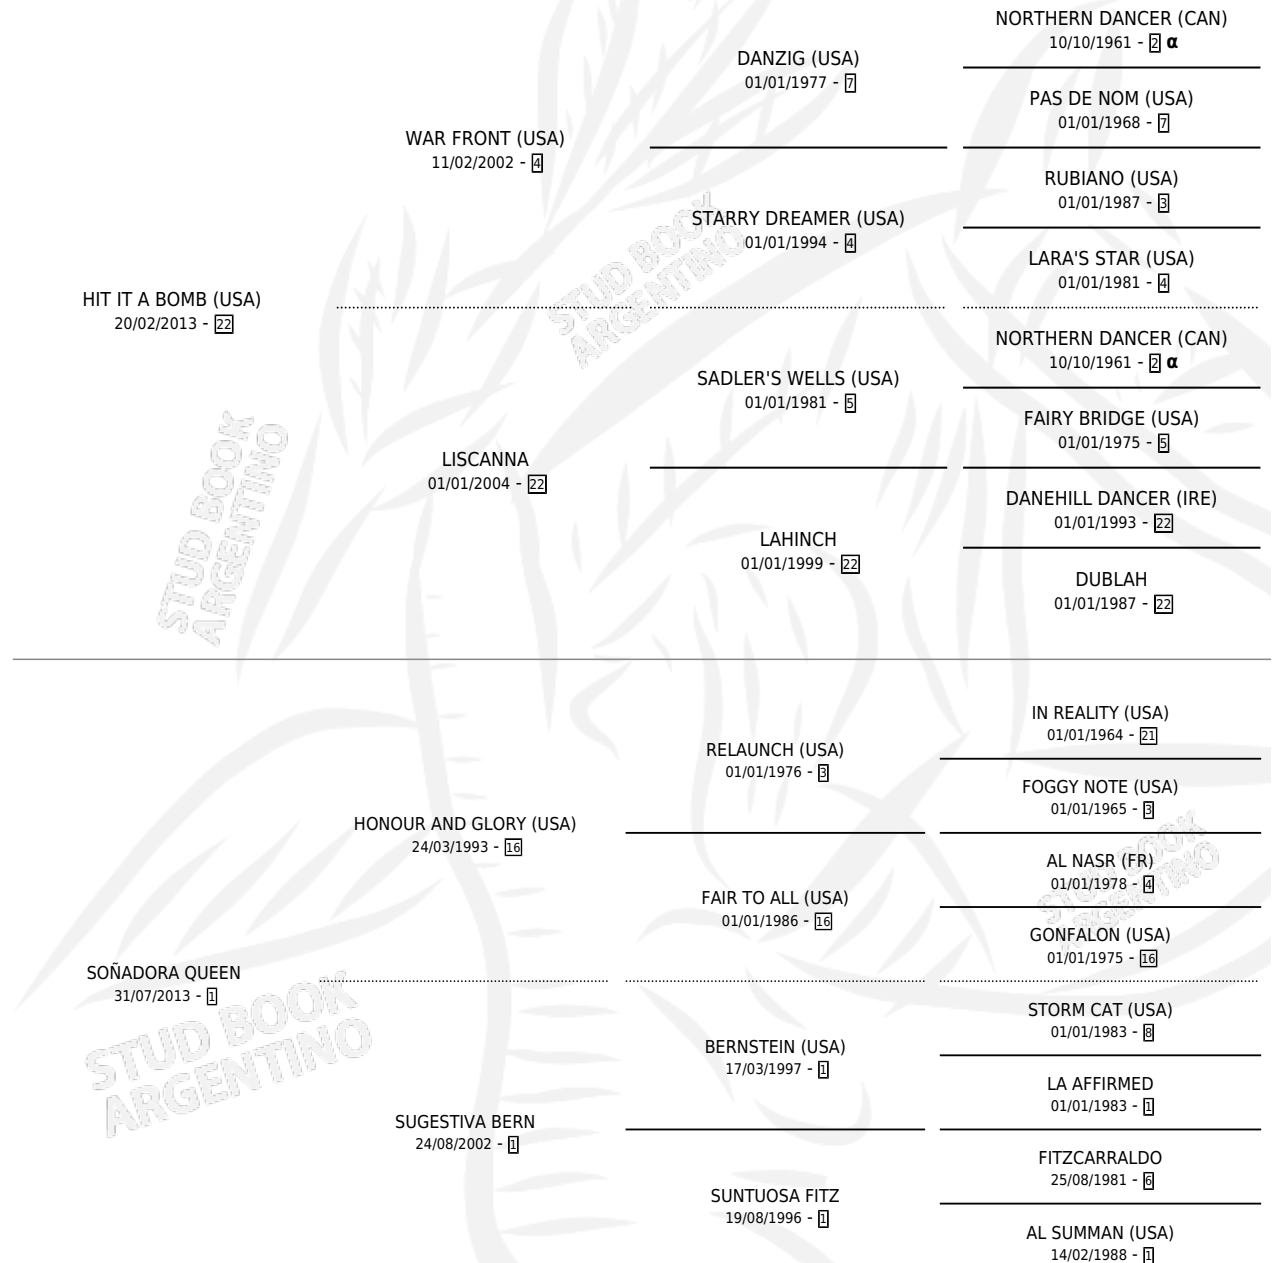 NORTHERN DANCER (CAN)
10/10/1961 - 2 α
DANZIG (USA)
01/01/1977 - 7
PAS DE NOM (USA)
01/01/1968 - 7
WAR FRONT (USA)
11/02/2002 - 4
RUBIANO (USA)
01/01/1987 - 3
STARRY DREAMER (USA)
01/01/1994 - 4
LARA'S STAR (USA)
01/01/1981 - 4
HIT IT A BOMB (USA)
20/02/2013 - 22
NORTHERN DANCER (CAN)
10/10/1961 - 2 α
SADLER'S WELLS (USA)
01/01/1981 - 5
FAIRY BRIDGE (USA)
01/01/1975 - 5
LISCANNA
01/01/2004 - 22
DANEHILL DANCER (IRE)
01/01/1993 - 22
LAHINCH
01/01/1999 - 22
DUBLAH
01/01/1987 - 22
IN REALITY (USA)
01/01/1964 - 21
RELAUNCH (USA)
01/01/1976 - 3
FOGGY NOTE (USA)
01/01/1965 - 3
HONOUR AND GLORY (USA)
24/03/1993 - 16
AL NASR (FR)
01/01/1978 - 4
FAIR TO ALL (USA)
01/01/1986 - 16
GONFALON (USA)
01/01/1975 - 16
SOÑADORA QUEEN
31/07/2013 - 1
STORM CAT (USA)
01/01/1983 - 8
BERNSTEIN (USA)
17/03/1997 - 1
LA AFFIRMED
01/01/1983 - 1
SUGESTIVA BERN
24/08/2002 - 1
FITZCARRALDO
25/08/1981 - 6
SUNTUOSA FITZ
19/08/1996 - 1
AL SUMMAN (USA)
14/02/1988 - 1
STUD BOOK
ARGENTINO
STUD BOOK
ARGENTINO
STUD BOOK
ARGENTINO
STUD BOOK
ARGENTINO